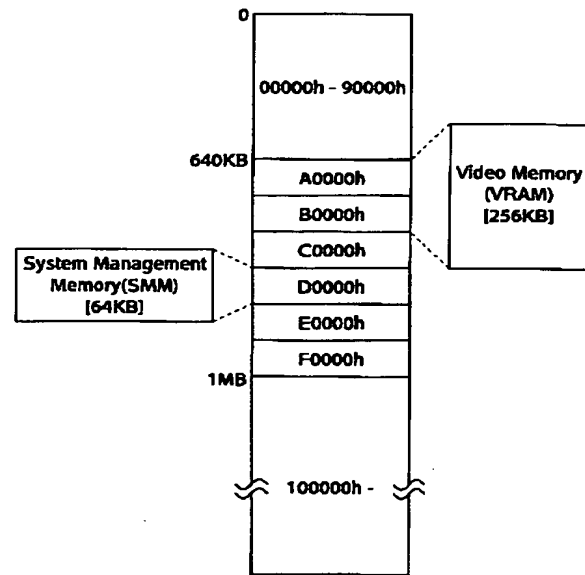 0
00000h - 90000h
640KB
A0000h
B0000h
C0000h
D0000h
E0000h
F0000h
1MB
100000h -
Video Memory
(VRAM)
[256KB]
System Management
Memory(SMM)
[64KB]